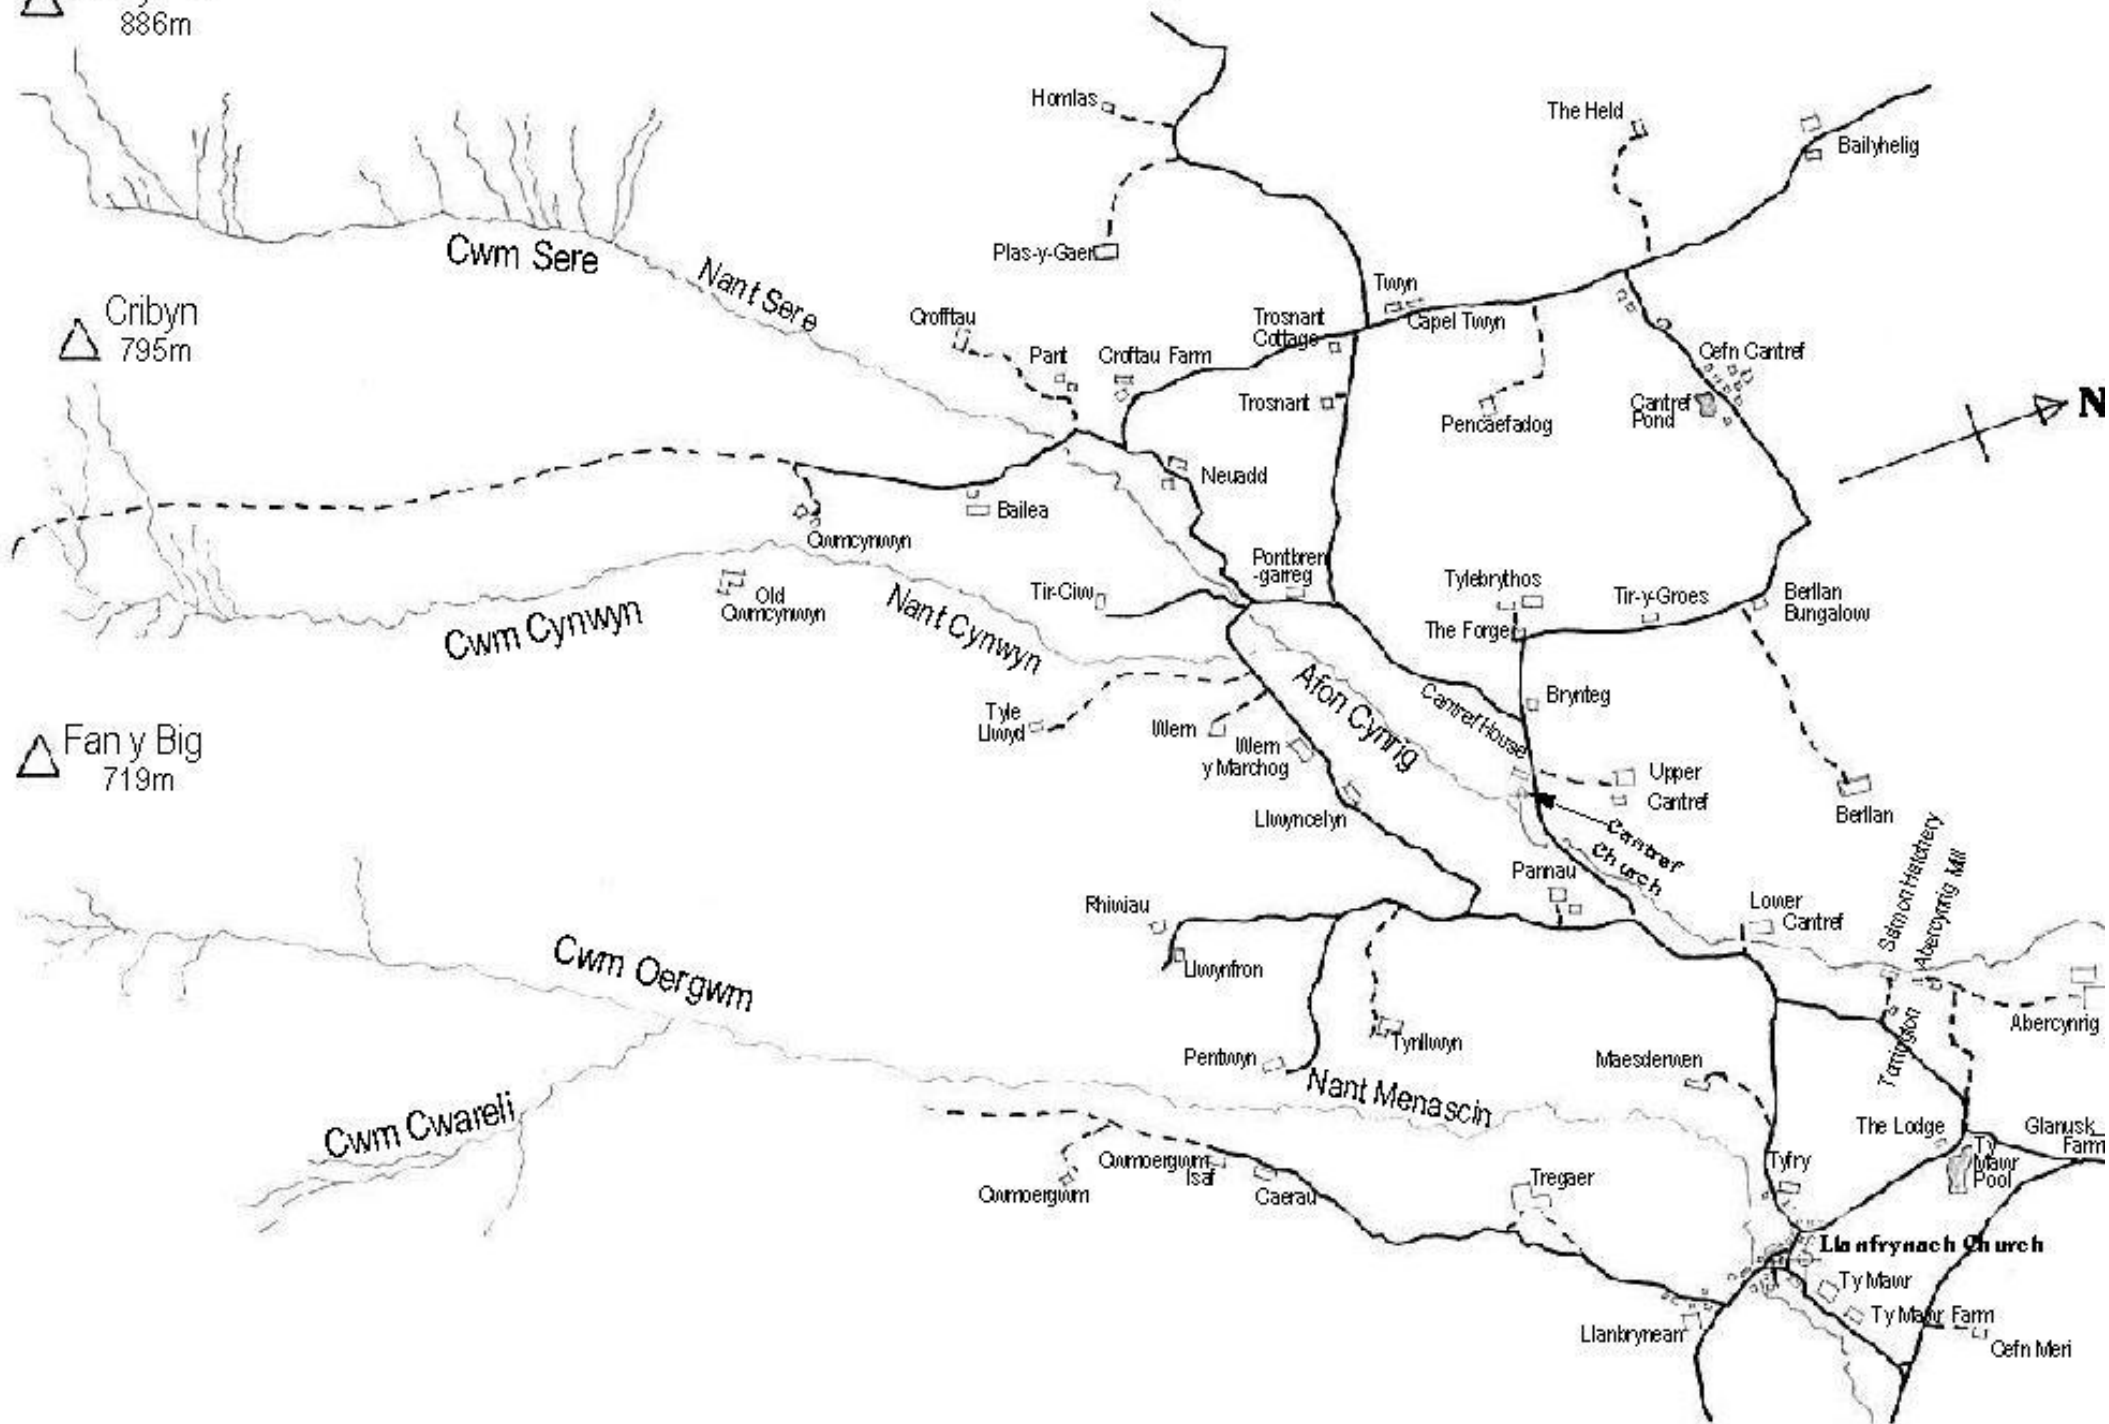 886m
Homlas
The Held
Bailyhelig
Cwm Sere
Nant Sere
Plas-y-Gaer
Cribyn
795m
Crofftau
Pant
Croftau Farm
Trosnant
Cottage
Twyn
Capel Twyn
Cefn Cantref
Trosnant
Pencaefadog
Cantref
Pond
N
Neuadd
Bailea
Cwmcynwyn
Old
Cwmcynwyn
Cwm Cynwyn
Nant Cynwyn
Tir-Ciw
Pontbren
-garreg
Tylebrythos
The Forge
Tir-y-Groes
Berllan
Bungalow
Brynteg
Cantref House
Afon Cynrig
Tyle
Llwyd
Wern
Wern
y Marchog
Llwyncelyn
Upper
Cantref
Berllan
Cantref
Church
Fan y Big
719m
Pannau
Lower
Cantref
Salmon Hatchery
Abercynrig Mill
Abercynrig
Tarrington
Rhiwiau
Llwynfron
Cwm Oergwm
Pentwyn
Tynllwyn
Maesderwen
Nant Menascin
Cwm Cwareli
The Lodge
Ty
Mawr
Pool
Glanusk
Farm
Cwmoergwm
Isaf
Cwmoergwm
Caerau
Tregaer
Tyfry
Llanfrynach Church
Ty Mawr
Ty Mawr Farm
Cefn Meri
Llanbrynean